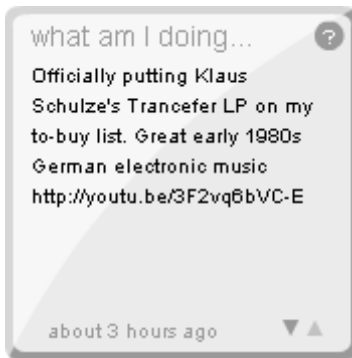 what am I doing...
?
Officially putting Klaus
Schulze's Trancefer LP on my
to-buy list. Great early 1980s
German electronic music
http://youtu.be/3F2vq6bVC-E
about 3 hours ago